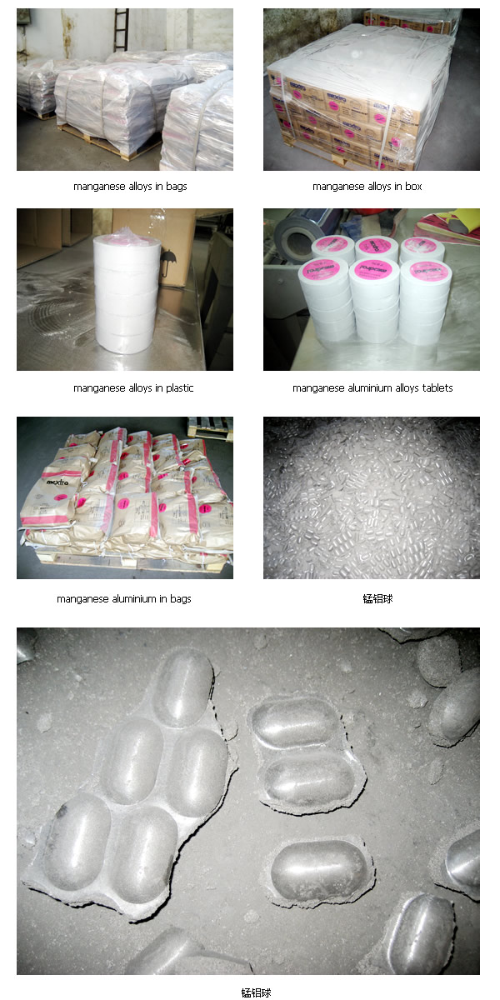 manganese alloys in bags
manganese alloys in box
manganese alloys in plastic
manganese aluminium alloys tablets
mextra
manganese aluminium in bags
锰铝球
锰铝球